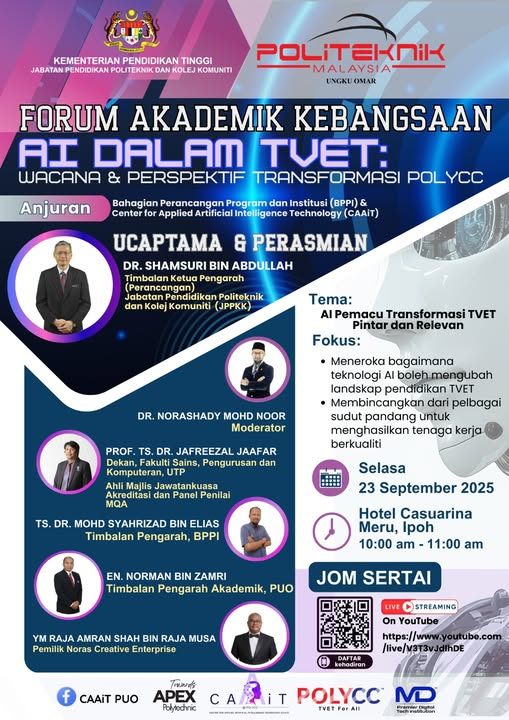 KEMENTERIAN PENDIDIKAN TINGGI
JABATAN PENDIDIKAN POLITEKNIK DAN KOLEJ KOMUNITI
POLITEKNIK
MALAYSIA
UNGKU OMAR
FORUM AKADEMIK KEBANGSAAN
AI DALAM TVET:
WACANA & PERSPEKTIF TRANSFORMASI POLYCC
Anjuran
Bahagian Perancangan Program dan Institusi (BPPI) &
Center for Applied Artificial Intelligence Technology (CAAiT)
UCAPTAMA & PERASMIAN
DR. SHAMSURI BIN ABDULLAH
Timbalan Ketua Pengarah
(Perancangan)
Jabatan Pendidikan Politeknik
dan Kolej Komuniti (JPPKK)
Tema:
AI Pemacu Transformasi TVET
Pintar dan Relevan
Fokus:
• Meneroka bagaimana
teknologi AI boleh mengubah
landskap pendidikan TVET
• Membincangkan dari pelbagai
sudut pandang untuk
menghasilkan tenaga kerja
berkualiti
DR. NORASHADY MOHD NOOR
Moderator
PROF. TS. DR. JAFREEZAL JAAFAR
Dekan, Fakulti Sains, Pengurusan dan
Komputeran, UTP
Ahli Majlis Jawatankuasa
Akreditasi dan Panel Penilai
MQA
TS. DR. MOHD SYAHRIZAD BIN ELIAS
Timbalan Pengarah, BPPI
EN. NORMAN BIN ZAMRI
Timbalan Pengarah Akademik, PUO
YM RAJA AMRAN SHAH BIN RAJA MUSA
Pemilik Noras Creative Enterprise
Selasa
23 September 2025
Hotel Casuarina
Meru, Ipoh
10:00 am - 11:00 am
JOM SERTAI
DAFTAR
kehadiran
LIVE STREAMING
On YouTube
https://www.youtube.com
/live/V3T3vJdlhDE
CAAiT PUO
Towards
APEX
Polytechnic
CAAiT
POLYCC
TVET For All
MD
Premier Digital
Tech Institution